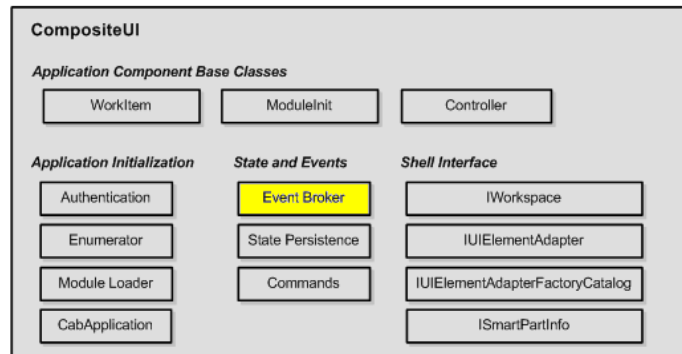 CompositeUI
Application Component Base Classes
WorkItem
ModuleInit
Controller
Application Initialization
State and Events
Shell Interface
Authentication
Event Broker
IWorkspace
Enumerator
State Persistence
IUIElementAdapter
Module Loader
Commands
IUIElementAdapterFactoryCatalog
CabApplication
ISmartPartInfo